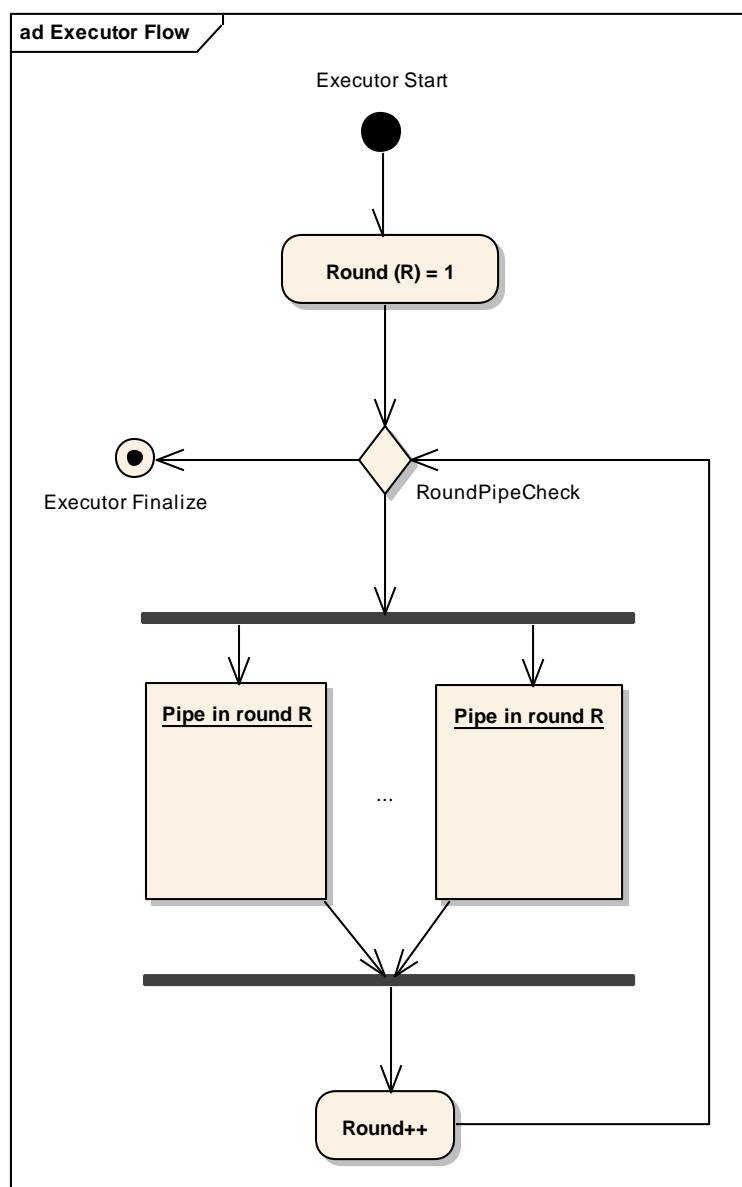 ad Executor Flow
Executor Start
Round (R) = 1
RoundPipeCheck
Executor Finalize
Pipe in round R
Pipe in round R
...
Round++